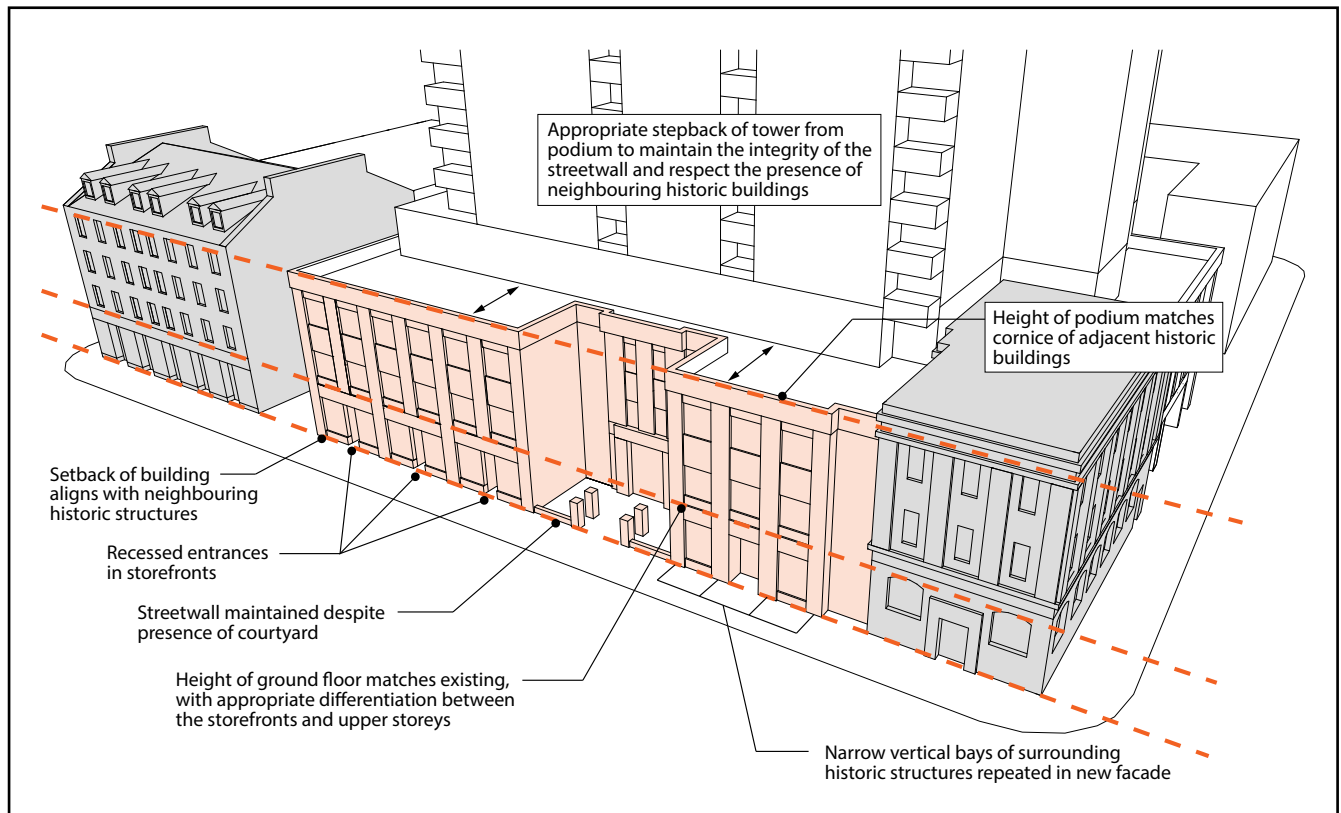 Appropriate stepback of tower from
podium to maintain the integrity of the
streetwall and respect the presence of
neighbouring historic buildings
Height of podium matches
cornice of adjacent historic
buildings
Setback of building
aligns with neighbouring
historic structures
Recessed entrances
in storefronts
Streetwall maintained despite
presence of courtyard
Height of ground floor matches existing,
with appropriate differentiation between
the storefronts and upper storeys
Narrow vertical bays of surrounding
historic structures repeated in new facade